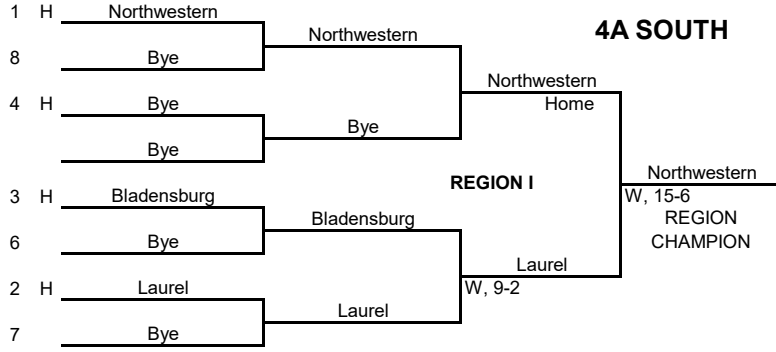 1 H Northwestern
4A SOUTH
Northwestern
8 Bye
Northwestern
4 H Bye
Home
Bye
Bye
REGION I
Northwestern
3 H Bladensburg
W, 15-6
Bladensburg
REGION
6 Bye
CHAMPION
Laurel
2 H Laurel
W, 9-2
Laurel
7 Bye